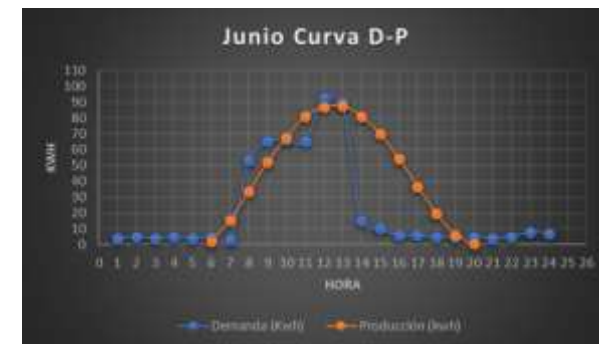 Junio Curva D-P
110
100
90
80
70
60
50
40
30
20
10
0
KWH
0 1 2 3 4 5 6 7 8 9 10 11 12 13 14 15 16 17 18 19 20 21 22 23 24 25 26
HORA
Demanda (Kwh) Producción (kwh)